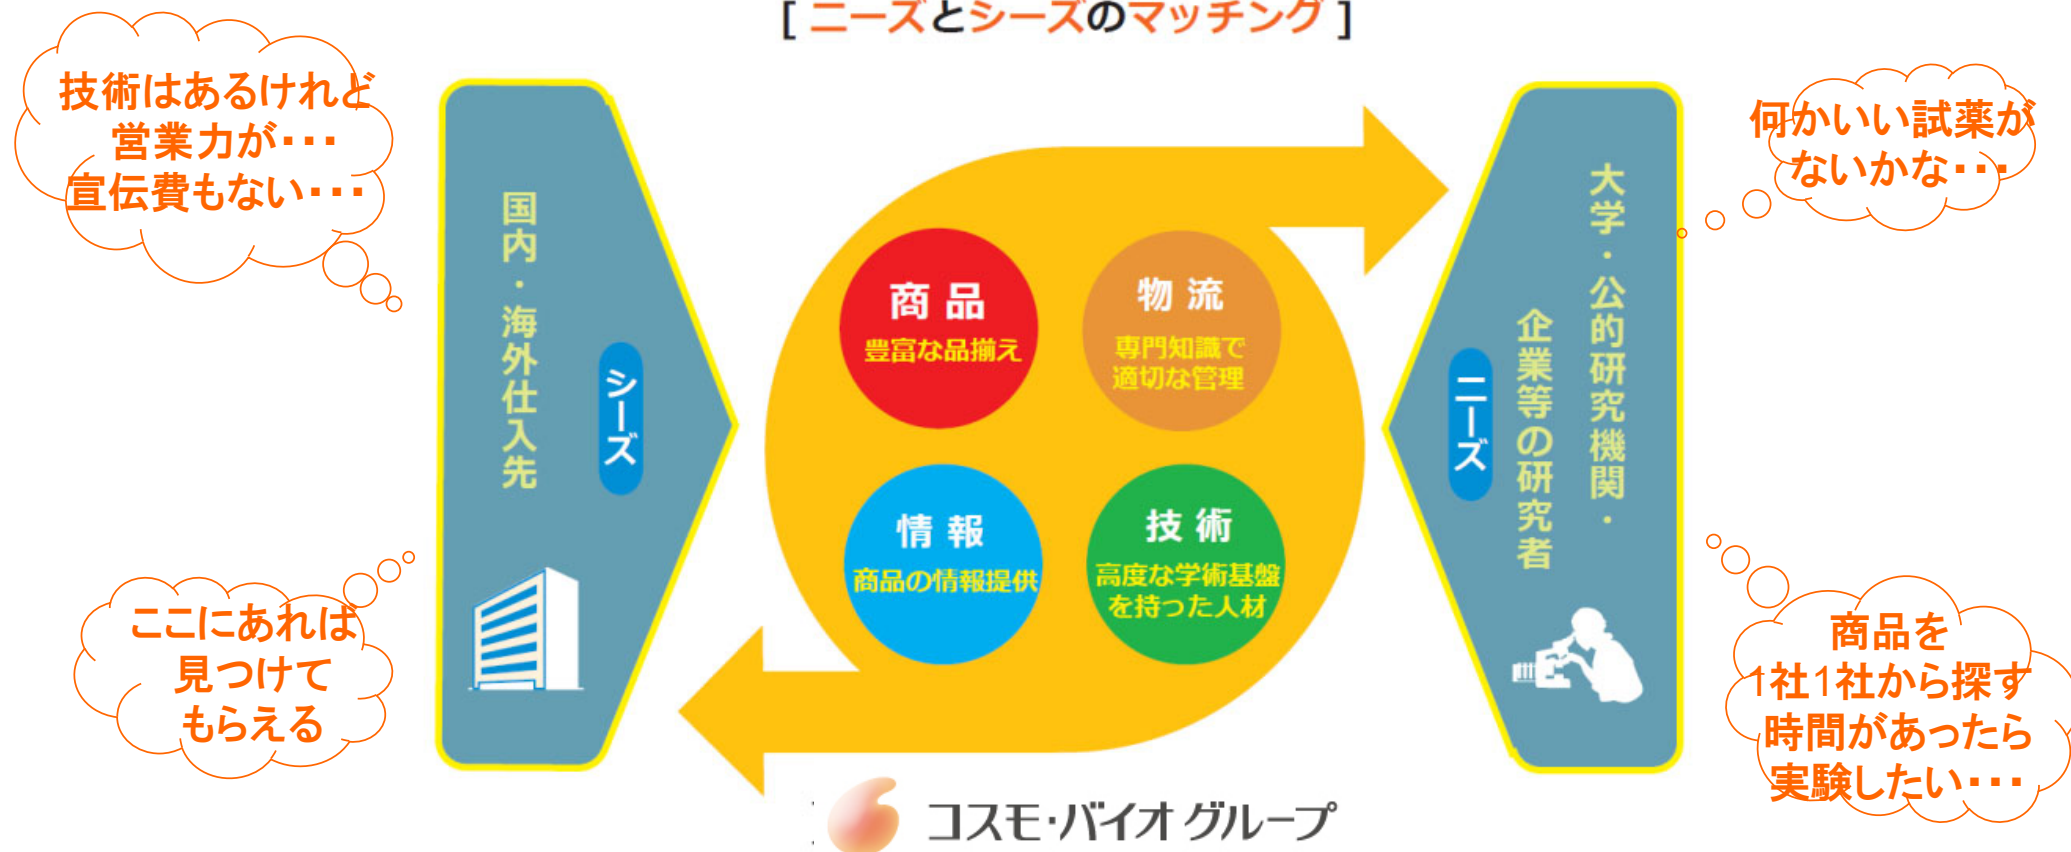 [ ニーズとシーズのマッチング ]
技術はあるけれど
営業力が・・・
宣伝費もない・・・
何かいい試薬が
ないかな・・・
国内・海外仕入先
シーズ
商品
豊富な品揃え
物流
専門知識で
適切な管理
情報
商品の情報提供
技術
高度な学術基盤
を持った人材
ニーズ
大学・公的研究機関・
企業等の研究者
ここにあれば
見つけて
もらえる
商品を
1社1社から探す
時間があったら
実験したい・・・
コスモ・バイオ グループ